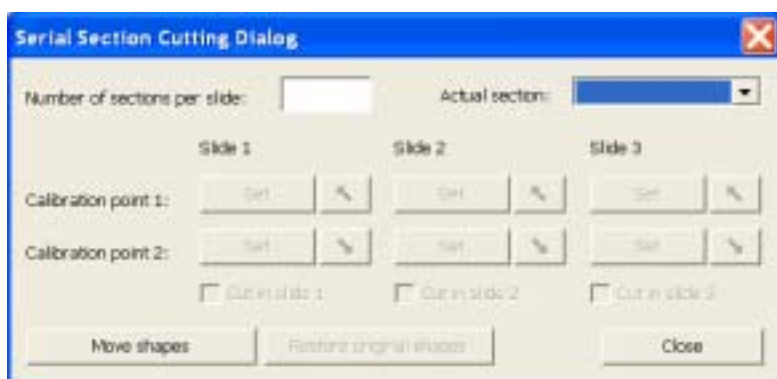 Serial Section Cutting Dialog
Number of sections per slide: Actual section:
Slide 1 Slide 2 Slide 3
Calibration point 1: Set Set Set
Calibration point 2: Set Set Set
Cut in slide 1 Cut in slide 2 Cut in slide 3
Move shapes Restore original shapes Close